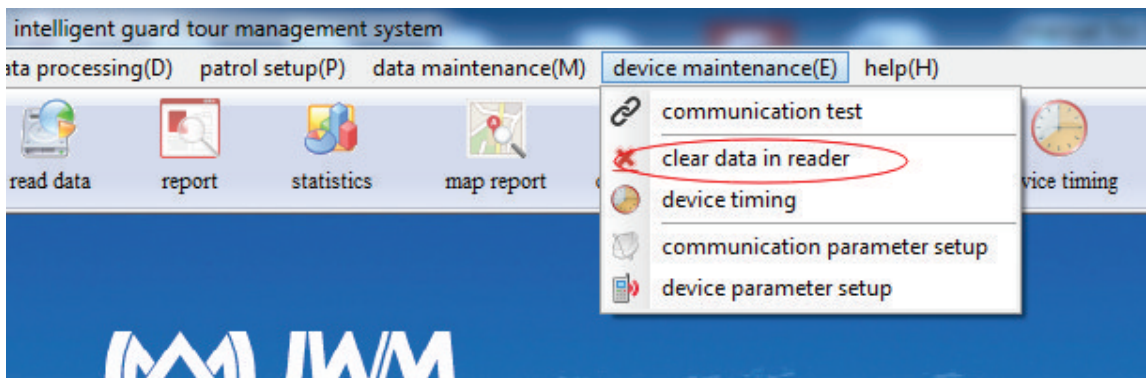 intelligent guard tour management system
ata processing(D) patrol setup(P) data maintenance(M) device maintenance(E) help(H)
communication test
clear data in reader
device timing
communication parameter setup
device parameter setup
read data report statistics map report vice timing
JWM